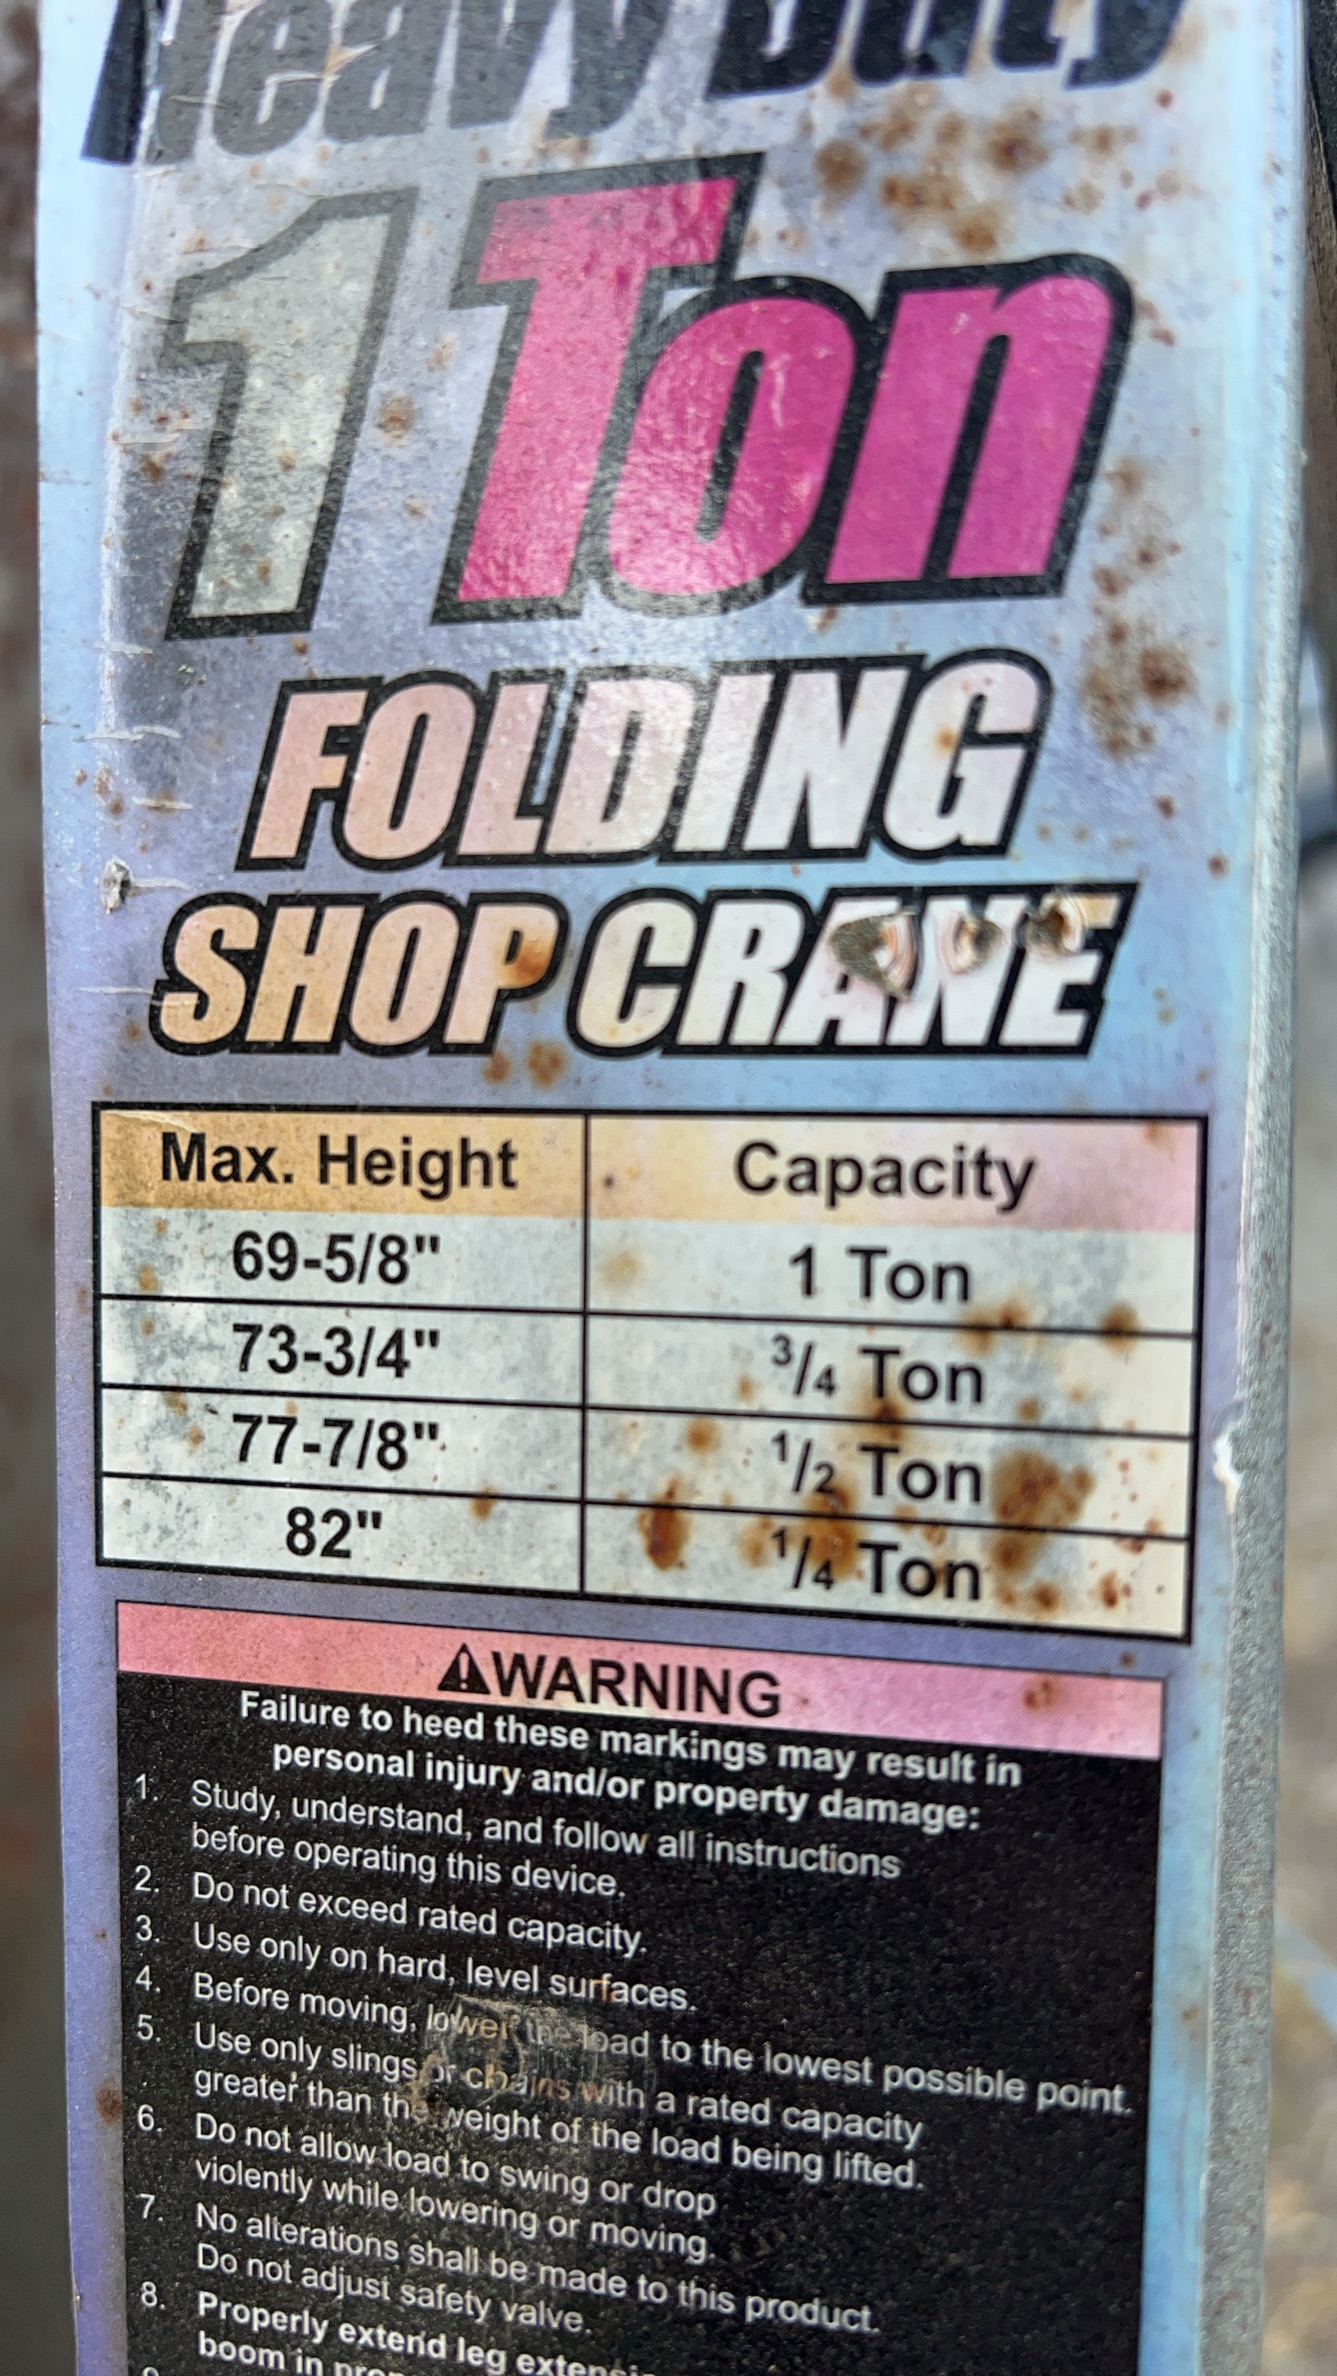 Heavy Duty
1 Ton
FOLDING
SHOP CRANE
Max. Height Capacity
69-5/8" 1 Ton
73-3/4" 3/4 Ton
77-7/8" 1/2 Ton
82" 1/4 Ton
⚠WARNING
Failure to heed these markings may result in
personal injury and/or property damage:
1. Study, understand, and follow all instructions
before operating this device.
2. Do not exceed rated capacity.
3. Use only on hard, level surfaces.
4. Before moving, lower the load to the lowest possible point.
5. Use only slings or chains with a rated capacity
greater than the weight of the load being lifted.
6. Do not allow load to swing or drop
violently while lowering or moving.
7. No alterations shall be made to this product.
Do not adjust safety valve.
8. Properly extend leg
boom in